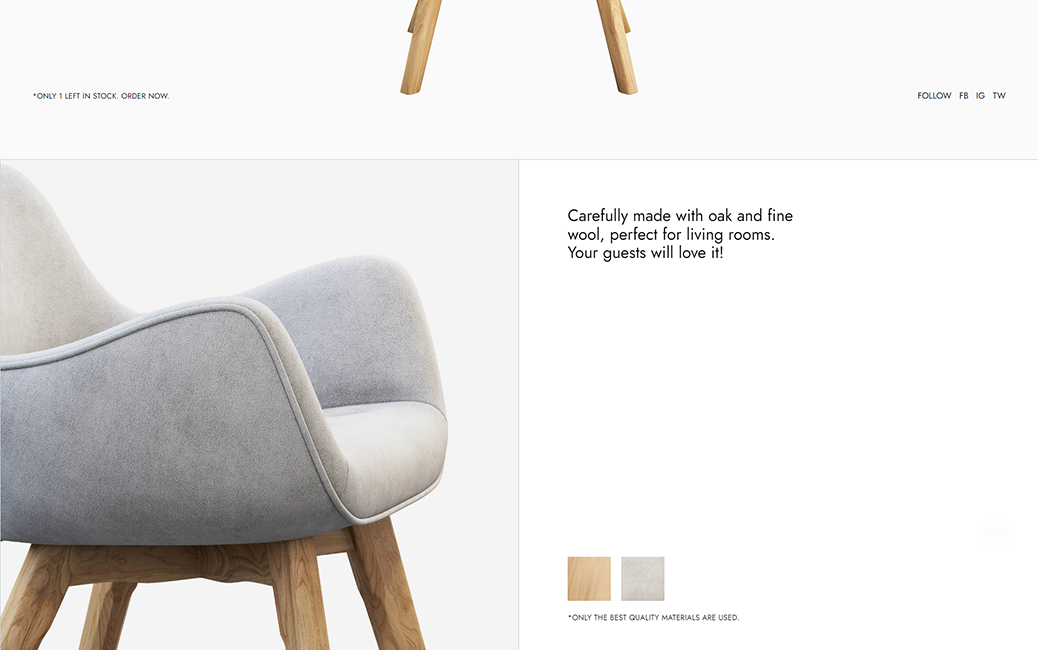 *ONLY 1 LEFT IN STOCK. ORDER NOW.
FOLLOW FB IG TW
Carefully made with oak and fine
wool, perfect for living rooms.
Your guests will love it!
*ONLY THE BEST QUALITY MATERIALS ARE USED.